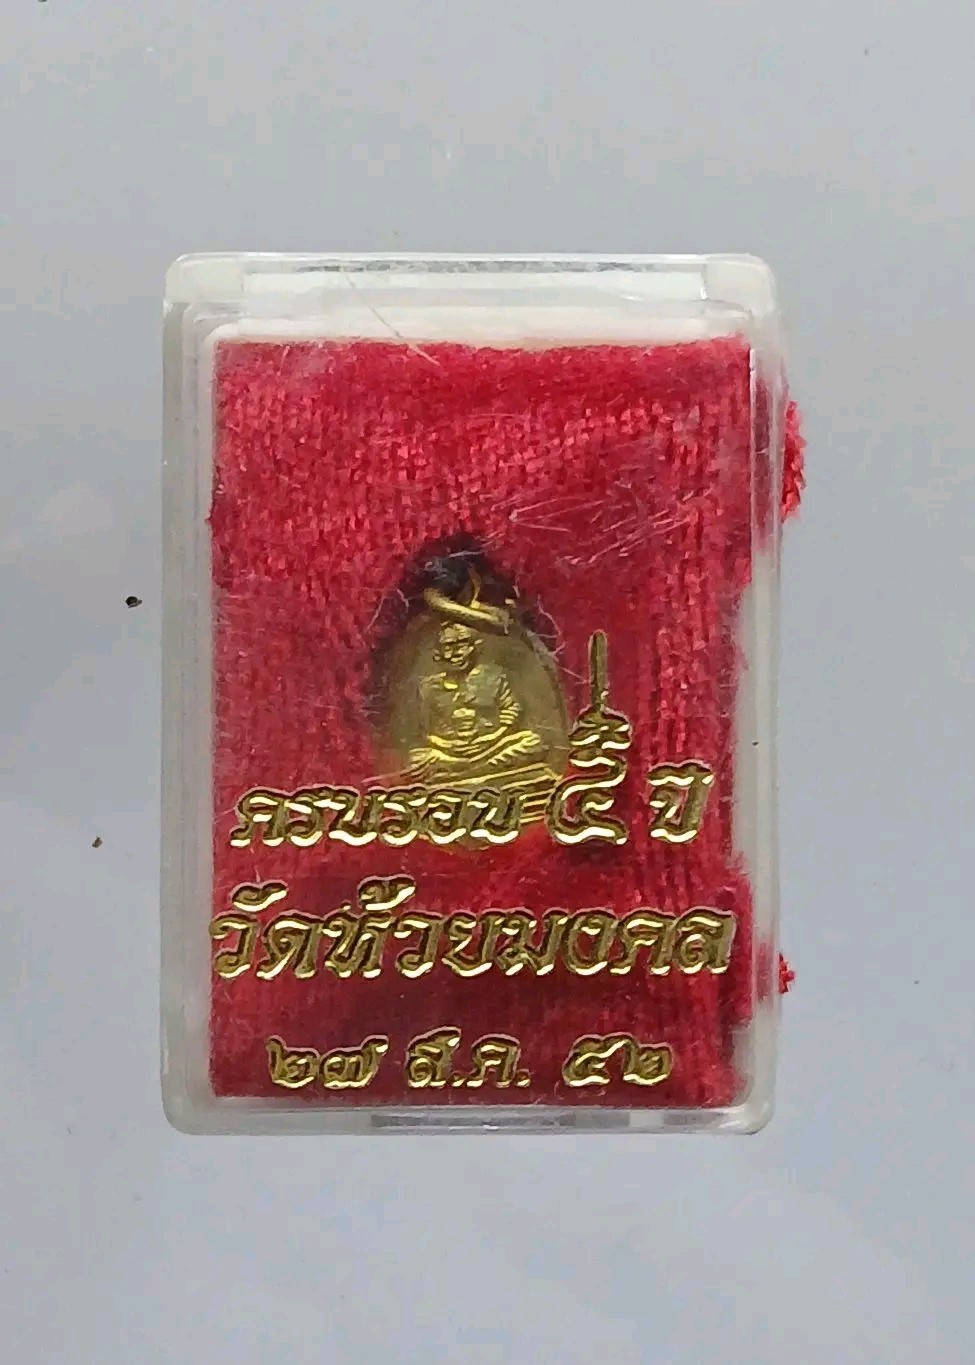 ครบรอบ ๕ ปี
วัดห้วยมงคล
๒๗ ส.ค. ๕๒